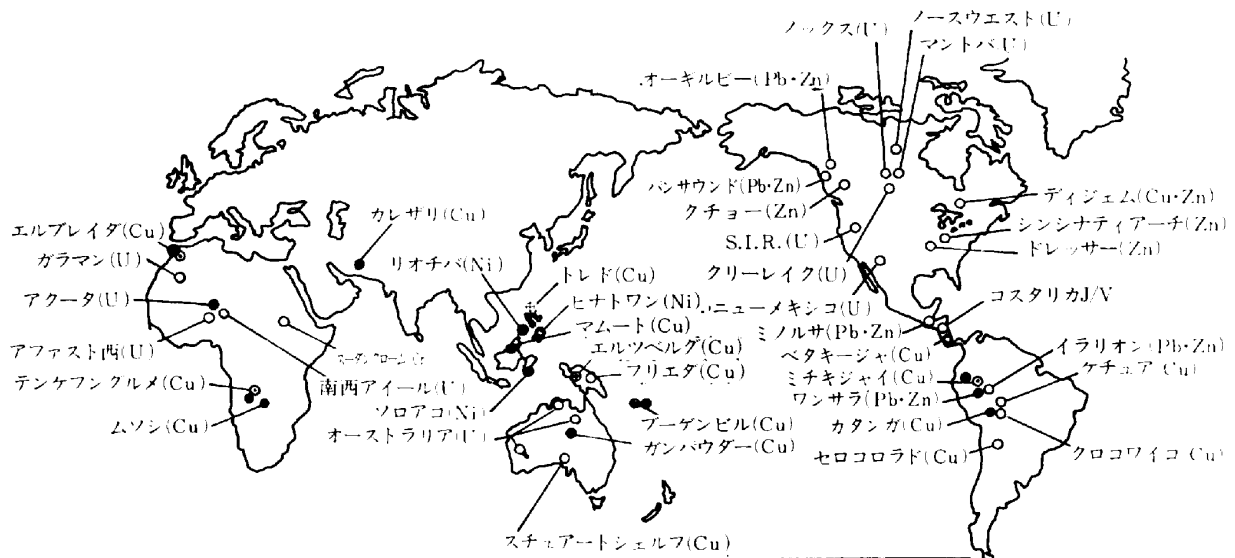 ノックス(U)
ノースウエスト(U)
マントバ(U)
オーギルビー(Pb・Zn)
バンサウンド(Pb・Zn)
クチョー(Zn)
S.I.R.(U)
クリーレイク(U)
ニューメキシコ(U)
ディジェム(Cu・Zn)
シンシナティアーチ(Zn)
ドレッサー(Zn)
コスタリカJ/V
ミノルサ(Pb・Zn)
ペタキージャ(Cu)
ミチキジャイ(Cu)
ワンサラ(Pb・Zn)
カタンガ(Cu)
セロコロラド(Cu)
イラリオン(Pb・Zn)
ケチュア(Cu)
クロコワイコ(Cu)
エルブレイダ(Cu)
ガラマン(U)
アクータ(U)
アファスト西(U)
テンケフングルメ(Cu)
ムソシ(Cu)
南西アイール(U)
カレザリ(Cu)
リオチバ(Ni)
トレド(Cu)
ヒナトワン(Ni)
マムート(Cu)
エルツベルグ(Cu)
フリエダ(Cu)
ソロアコ(Ni)
オーストラリア(U)
ブーゲンビル(Cu)
ガンパウダー(Cu)
スチュアートシェルフ(Cu)